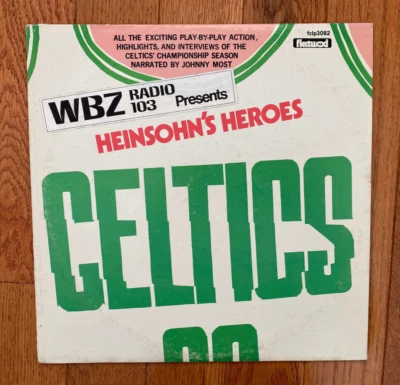 ALL THE EXCITING PLAY-BY-PLAY ACTION,
HIGHLIGHTS, AND INTERVIEWS OF THE
CELTICS' CHAMPIONSHIP SEASON
NARRATED BY JOHNNY MOST
fclp3082
fleetwood
WBZ RADIO 103 Presents
HEINSOHN'S HEROES
CELTICS